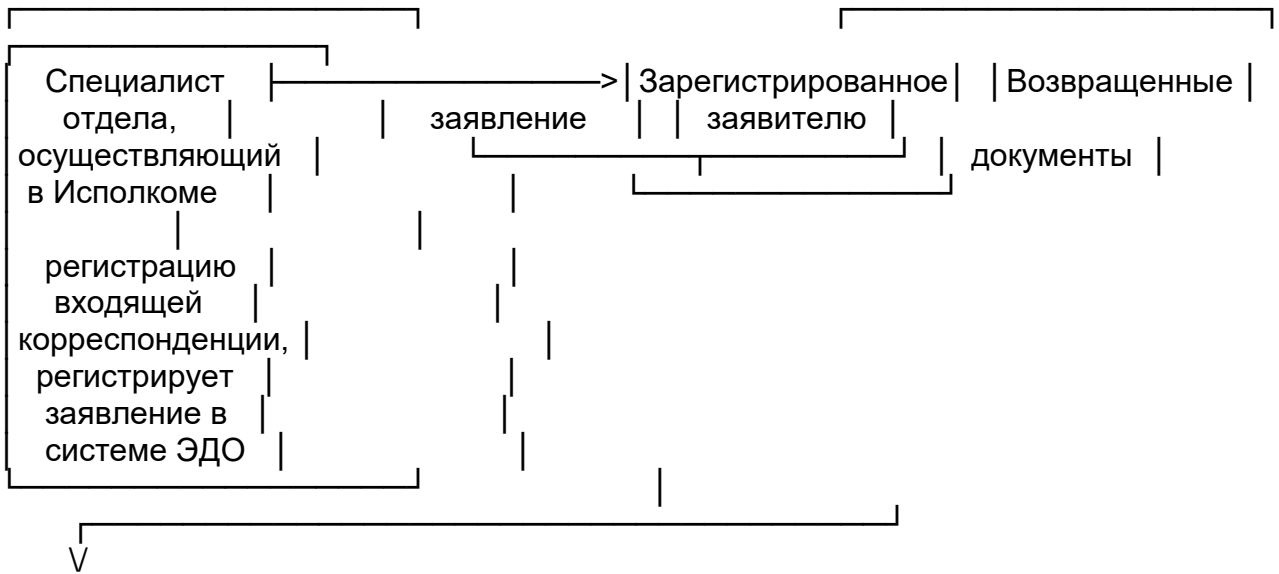 Специалист ├──────────────────>│Зарегистрированное│ │Возвращенные │
отдела, │ │ заявление │ │ заявителю │
осуществляющий │ └────────┬────────┘ │ документы │
в Исполкоме │ │ └─────────────┘
│ │
регистрацию │ │
входящей │ │
корреспонденции, │ │
регистрирует │ │
заявление в │ │
системе ЭДО │ │
\/